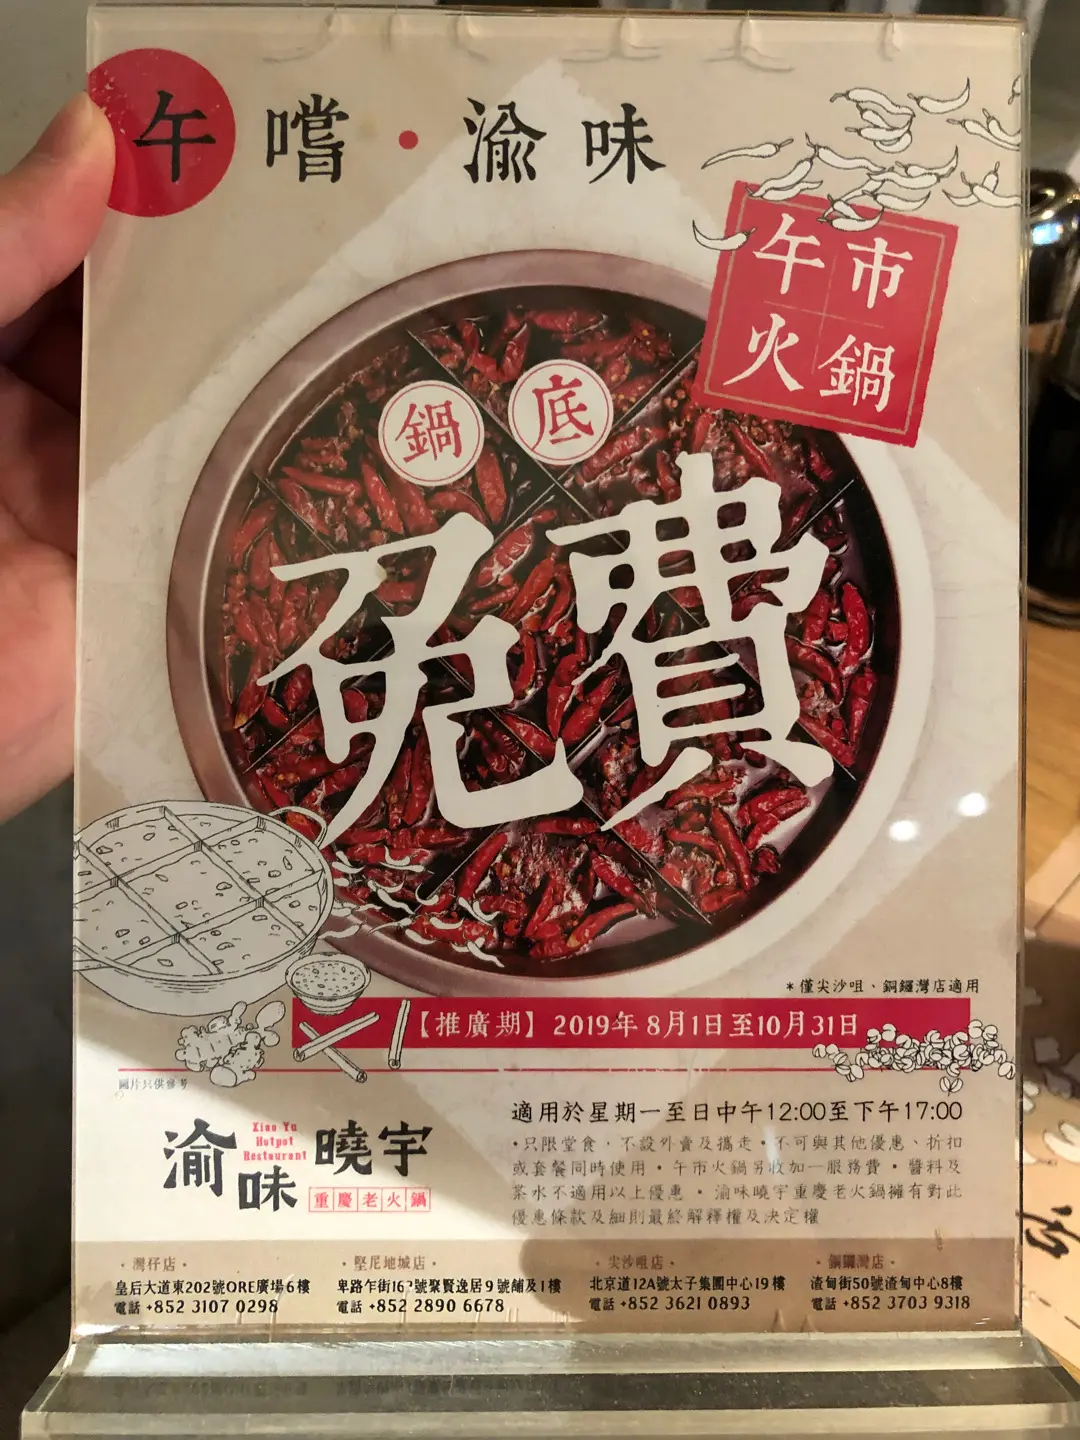 午嚐・渝味
午市
火鍋
鍋底
免費
*僅尖沙咀、銅鑼灣店適用
【推廣期】2019年8月1日至10月31日
圖片只供參考
渝味曉宇
Xiao Yu
Hotpot
Restaurant
重慶老火鍋
適用於星期一至日中午12:00至下午17:00
・只限堂食,不設外賣及攜走・不可與其他優惠、折扣
或套餐同時使用・午市火鍋另收加一服務費・醬料及
茶水不適用以上優惠・渝味曉宇重慶老火鍋擁有對此
優惠條款及細則最終解釋權及決定權
・灣仔店・
皇后大道東202號ORE廣場6樓
電話 +852 3107 0298
・堅尼地城店・
卑路乍街16號聚賢逸居9號舖及1樓
電話 +852 2890 6678
・尖沙咀店・
北京道12A號太子集團中心19樓
電話 +852 3621 0893
・銅鑼灣店・
渣甸街50號渣甸中心8樓
電話 +852 3703 9318